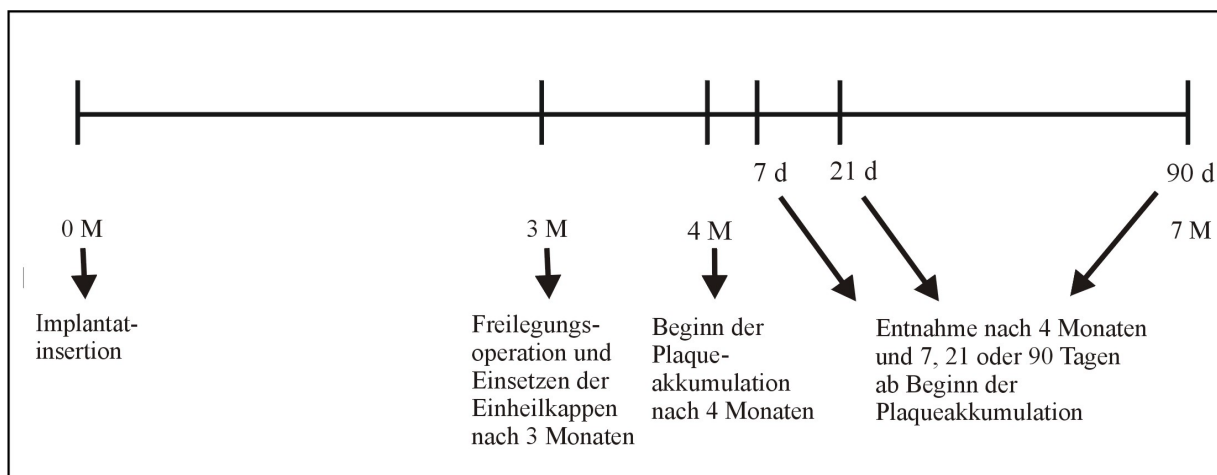 7 d
21 d
90 d
0 M
3 M
4 M
7 M
Implantat-
insertion
Freilegungs-
operation und
Einsetzen der
Einheilkappen
nach 3 Monaten
Beginn der
Plaque-
akkumulation
nach 4 Monaten
Entnahme nach 4 Monaten
und 7, 21 oder 90 Tagen
ab Beginn der
Plaqueakkumulation